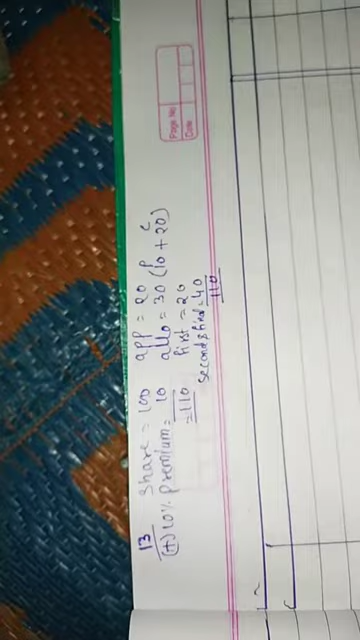 Page No
Date
13 Share = 100 app = 20
(+) 10% premium = 10 allo = 30 (10 + 20)
= 110 first = 20
second & final = 40
110